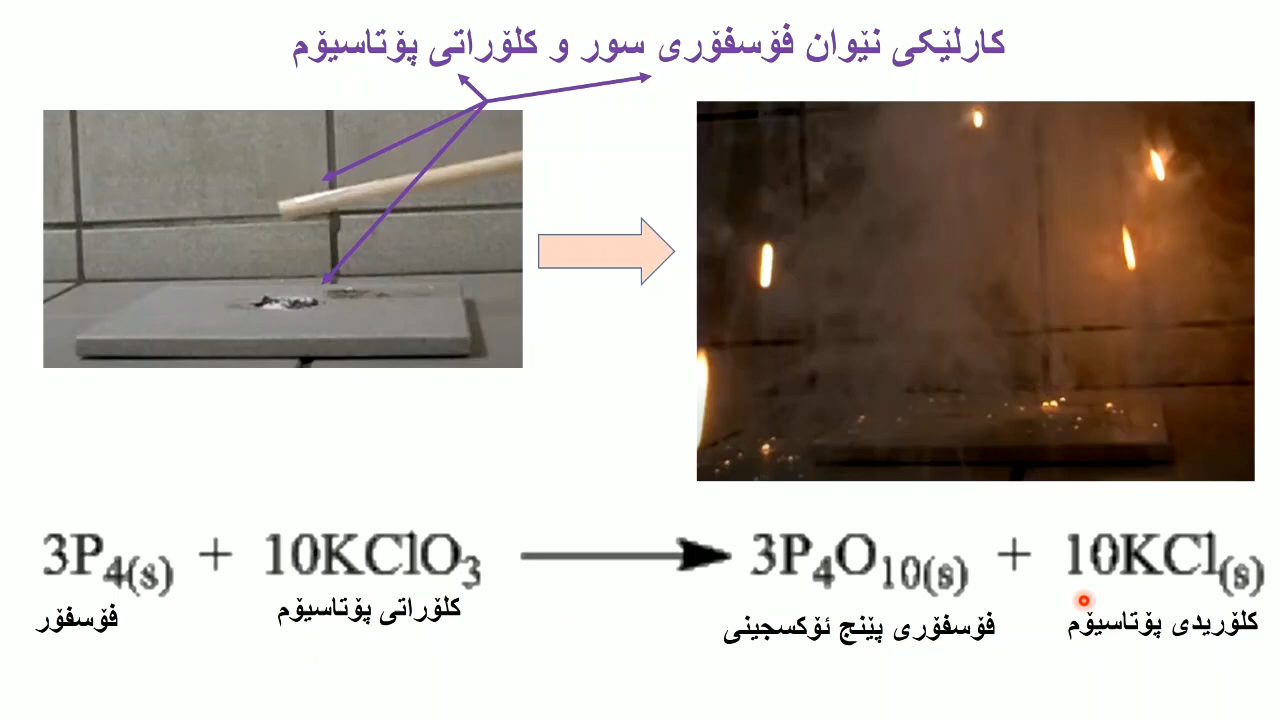 کارلێکی نێوان فۆسفۆری سور و کلۆراتی پۆتاسیۆم
3P₄₍ₛ₎ + 10KClO₃ ⟶ 3P₄O₁₀₍ₛ₎ + 10KCl₍ₛ₎
فۆسفۆر
کلۆراتی پۆتاسیۆم
فۆسفۆری پێنج ئۆکسجینی
کلۆریدی پۆتاسیۆم